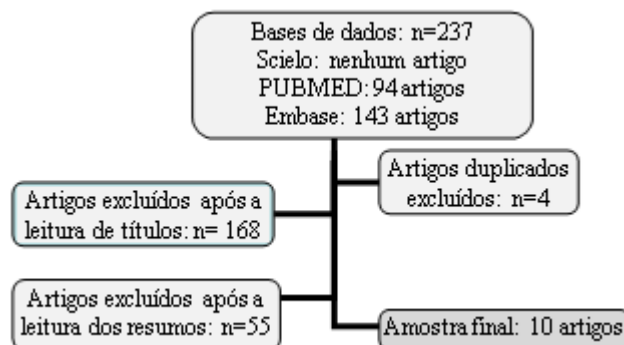 Bases de dados: n=237
Scielo: nenhum artigo
PUBMED: 94 artigos
Embase: 143 artigos
Artigos duplicados
excluídos: n=4
Artigos excluídos após a
leitura de títulos: n= 168
Artigos excluídos após a
leitura dos resumos: n=55
Amostra final: 10 artigos